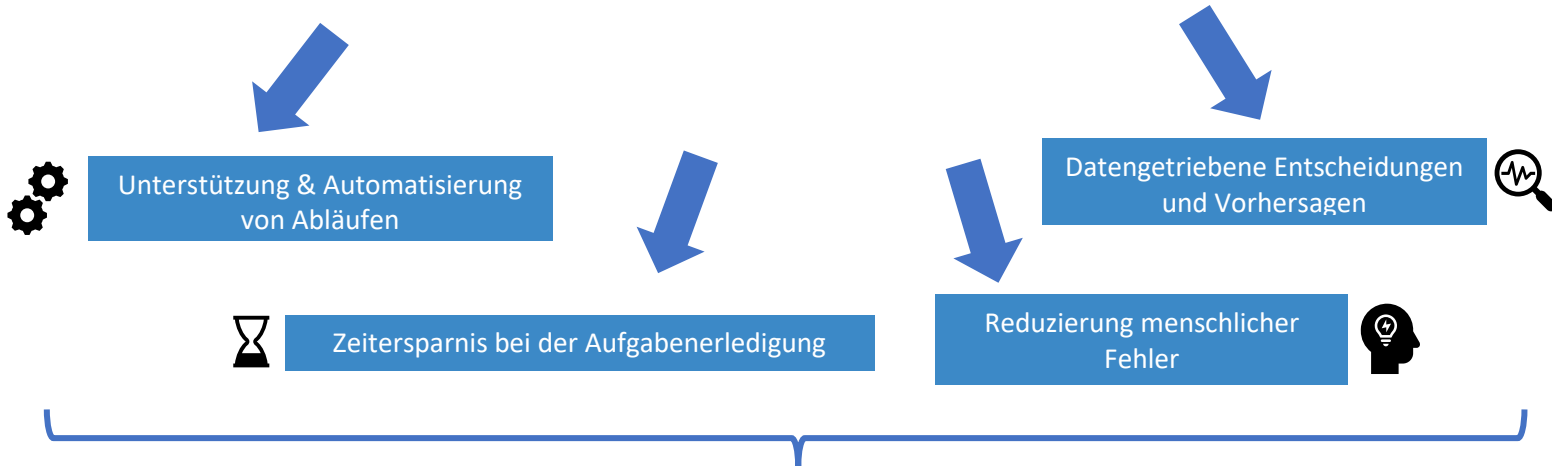 Unterstützung & Automatisierung
von Abläufen
Datengetriebene Entscheidungen
und Vorhersagen
Zeitersparnis bei der Aufgabenerledigung
Reduzierung menschlicher
Fehler